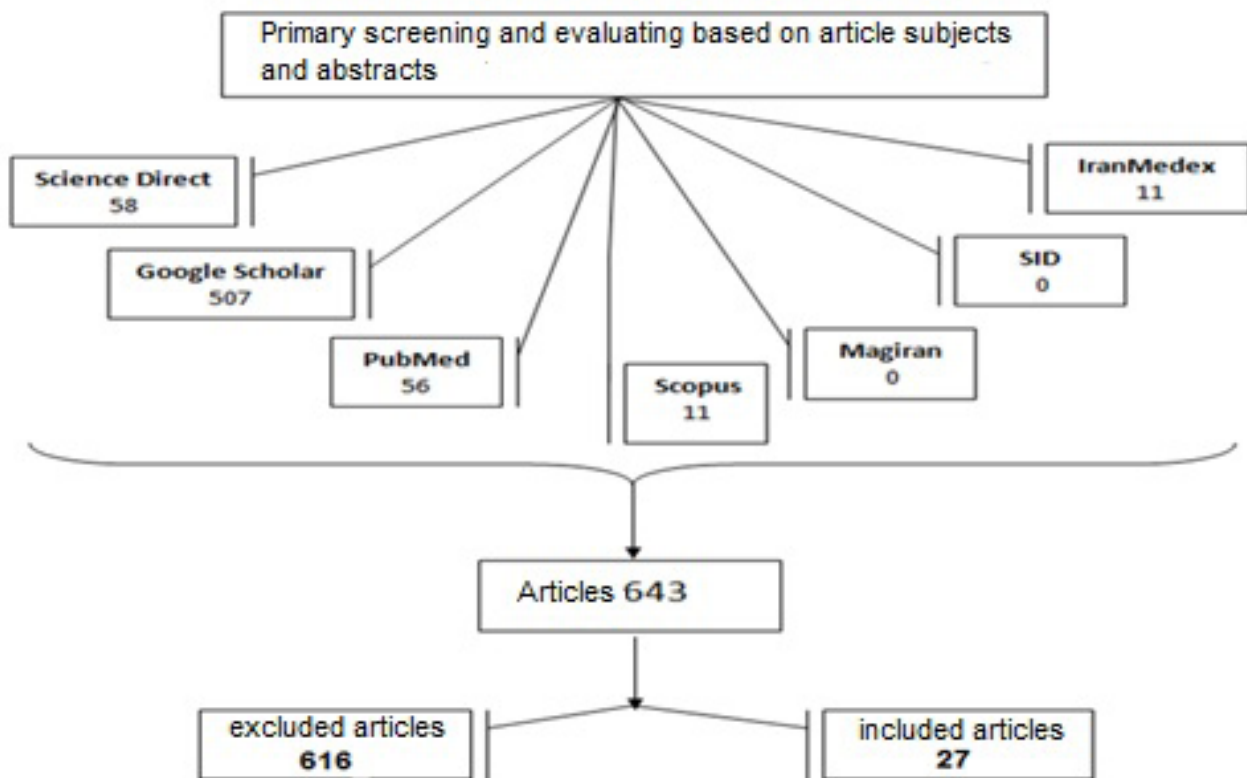 Primary screening and evaluating based on article subjects
and abstracts
Science Direct
58
Google Scholar
507
PubMed
56
Scopus
11
Magiran
0
SID
0
IranMedex
11
Articles 643
excluded articles
616
included articles
27